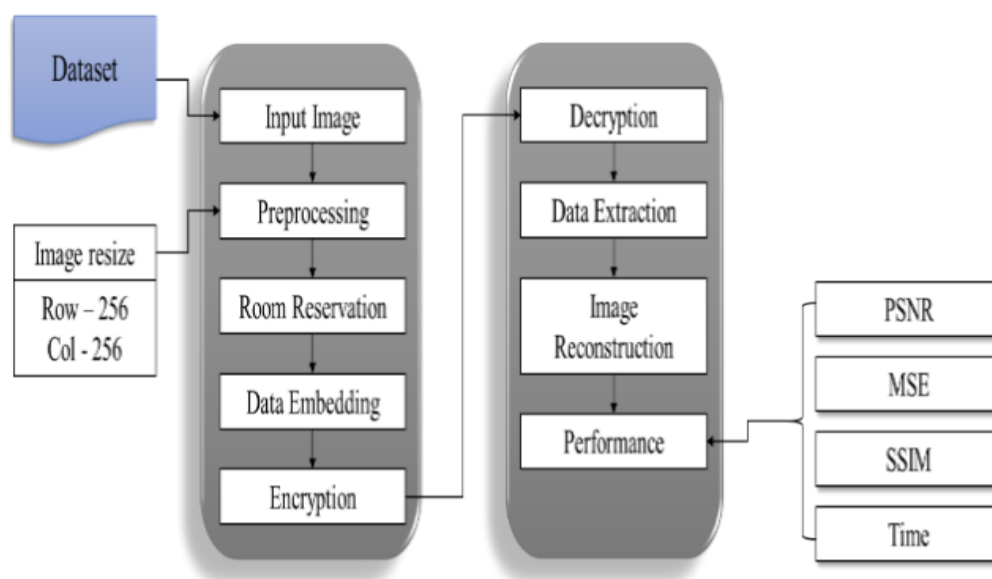 Dataset
Input Image
Preprocessing
Image resize
Row – 256
Col - 256
Room Reservation
Data Embedding
Encryption
Decryption
Data Extraction
Image
Reconstruction
Performance
PSNR
MSE
SSIM
Time